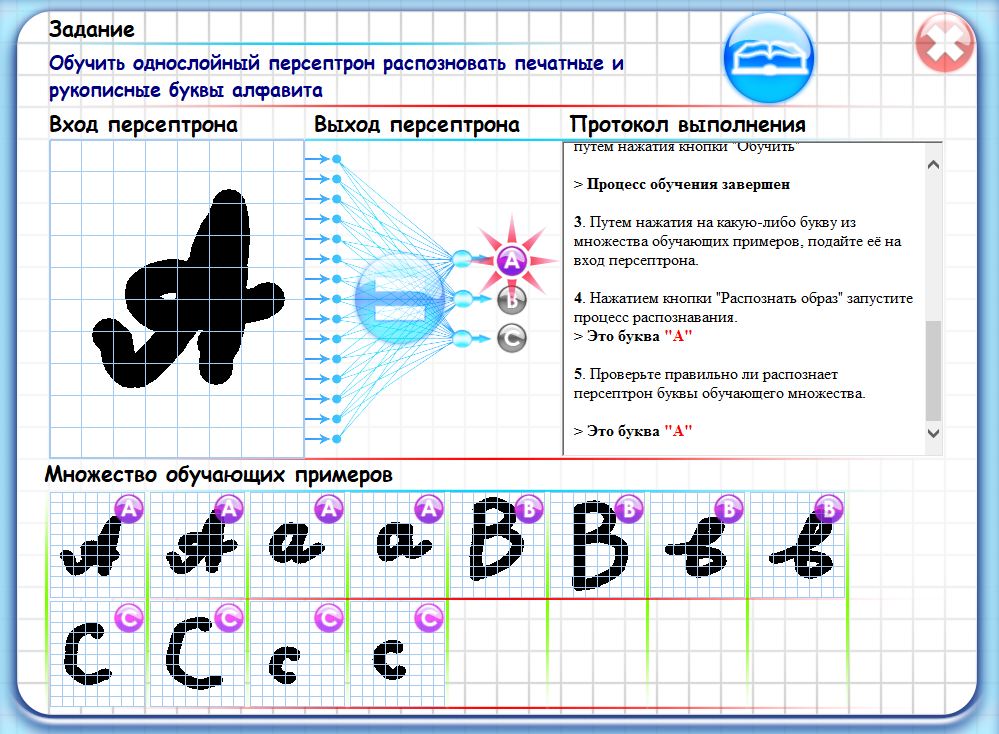 Задание
Обучить однослойный персептрон распозновать печатные и
рукописные буквы алфавита
Вход персептрона
Выход персептрона
Протокол выполнения
A
A
B
C
путем нажатия кнопки "Обучить"
> Процесс обучения завершен
3. Путем нажатия на какую-либо букву из
множества обучающих примеров, подайте её на
вход персептрона.
4. Нажатием кнопки "Распознать образ" запустите
процесс распознавания.
> Это буква "A"
5. Проверьте правильно ли распознает
персептрон буквы обучающего множества.
> Это буква "A"
Множество обучающих примеров
A A A A B B B B
A A a a B B в в
C C C C
C C c c